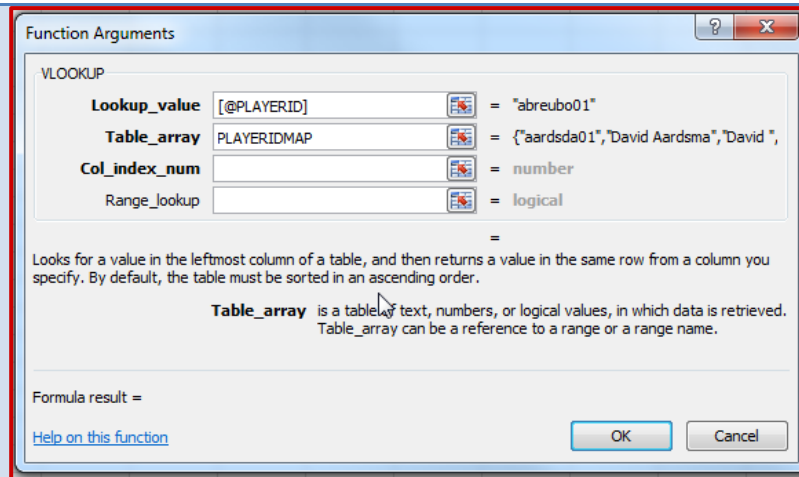 Function Arguments
?
X
VLOOKUP
Lookup_value [@PLAYERID] = "abreubo01"
Table_array PLAYERIDMAP = {"aardsda01","David Aardsma","David ",
Col_index_num = number
Range_lookup = logical
=
Looks for a value in the leftmost column of a table, and then returns a value in the same row from a column you
specify. By default, the table must be sorted in an ascending order.
Table_array is a table of text, numbers, or logical values, in which data is retrieved.
Table_array can be a reference to a range or a range name.
Formula result =
Help on this function
OK Cancel